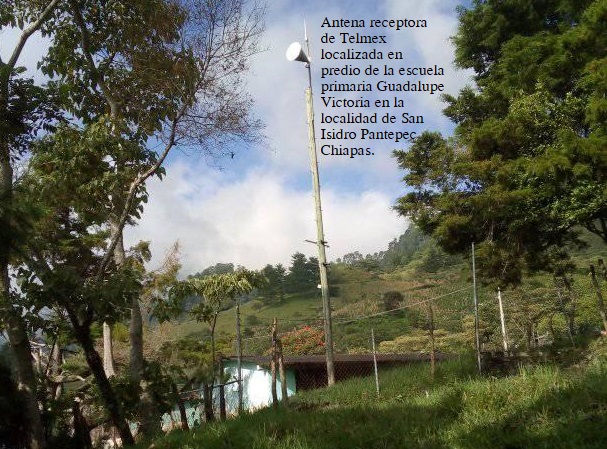 Antena receptora
de Telmex
localizada en
predio de la escuela
primaria Guadalupe
Victoria en la
localidad de San
Isidro Pantepec
Chiapas.